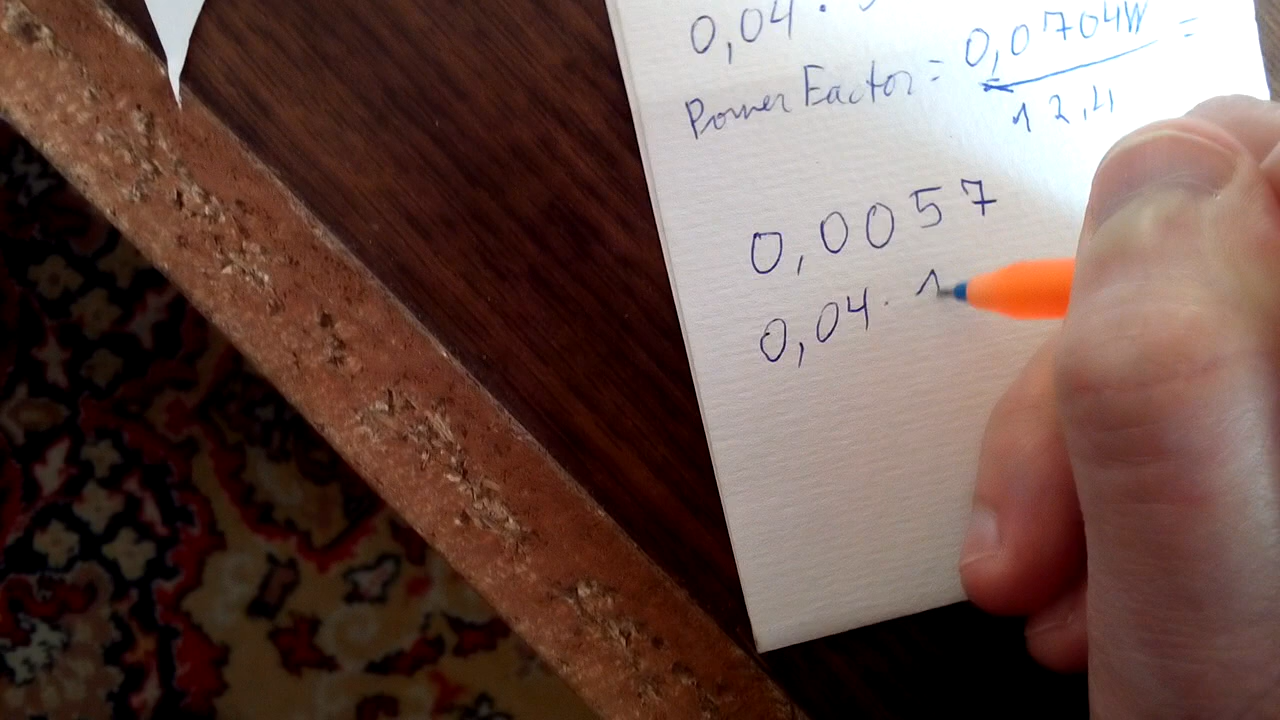 0,04 ·
Power Factor = 0,0704W =
12,4
0,0057
0,04 · 1